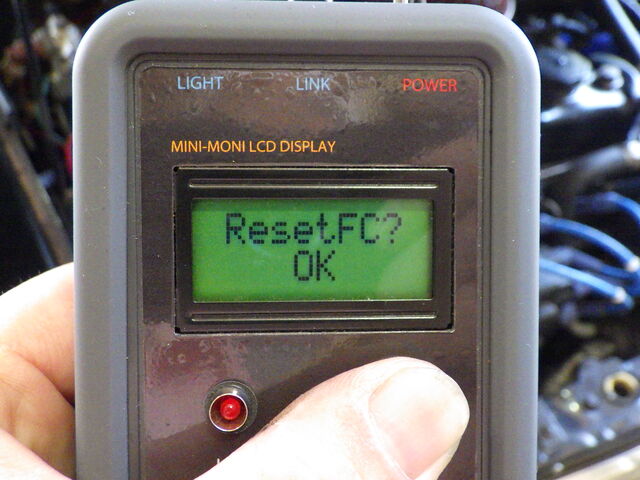 LIGHT LINK POWER
MINI-MONI LCD DISPLAY
ResetFC?
OK